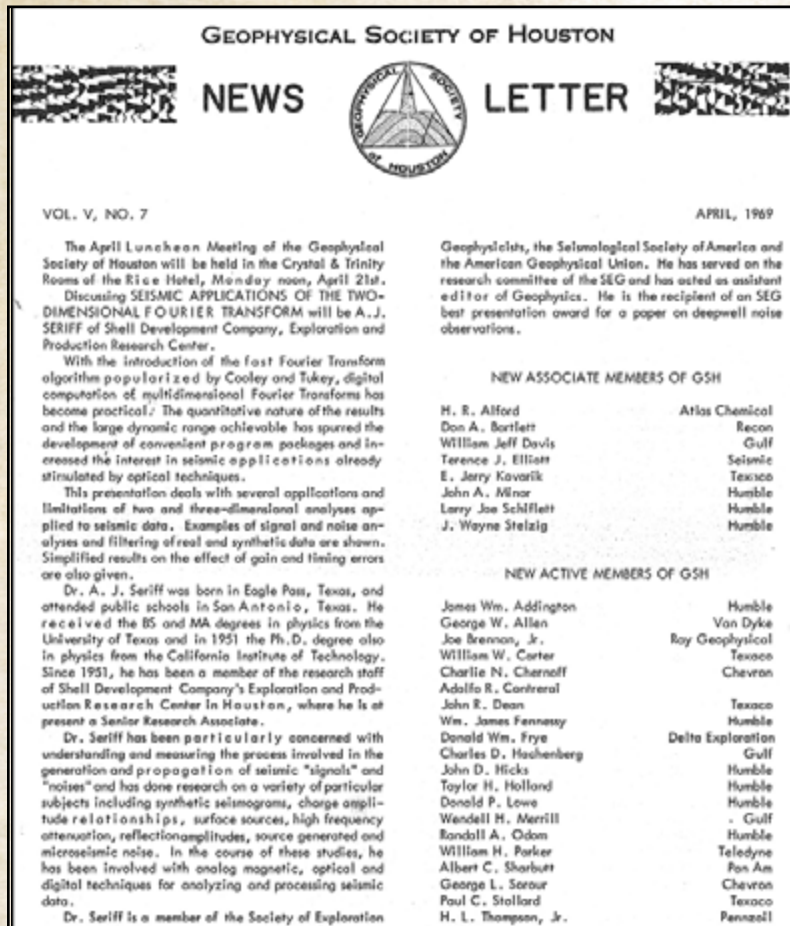 GEOPHYSICAL SOCIETY OF HOUSTON
NEWS
GEOPHYSICAL SOCIETY
of HOUSTON
LETTER
VOL. V, NO. 7
APRIL, 1969
The April Luncheon Meeting of the Geophysical
Society of Houston will be held in the Crystal & Trinity
Rooms of the Rice Hotel, Monday noon, April 21st.
Discussing SEISMIC APPLICATIONS OF THE TWO-
DIMENSIONAL FOURIER TRANSFORM will be A.J.
SERIFF of Shell Development Company, Exploration and
Production Research Center.
With the introduction of the fast Fourier Transform
algorithm popularized by Cooley and Tukey, digital
computation of multidimensional Fourier Transforms has
become practical. The quantitative nature of the results
and the large dynamic range achievable has spurred the
development of convenient program packages and in-
creased the interest in seismic applications already
stimulated by optical techniques.
This presentation deals with several applications and
limitations of two and three-dimensional analyses ap-
plied to seismic data. Examples of signal and noise an-
alyses and filtering of real and synthetic data are shown.
Simplified results on the effect of gain and timing errors
are also given.
Dr. A. J. Seriff was born in Eagle Pass, Texas, and
attended public schools in San Antonio, Texas. He
received the BS and MA degrees in physics from the
University of Texas and in 1951 the Ph.D. degree also
in physics from the California Institute of Technology.
Since 1951, he has been a member of the research staff
of Shell Development Company's Exploration and Prod-
uction Research Center in Houston, where he is at
present a Senior Research Associate.
Dr. Seriff has been particularly concerned with
understanding and measuring the process involved in the
generation and propagation of seismic "signals" and
"noises" and has done research on a variety of particular
subjects including synthetic seismograms, charge ampli-
tude relationships, surface sources, high frequency
attenuation, reflection amplitudes, source generated and
microseismic noise. In the course of these studies, he
has been involved with analog magnetic, optical and
digital techniques for analyzing and processing seismic
data.
Dr. Seriff is a member of the Society of Exploration
Geophysicists, the Seismological Society of America and
the American Geophysical Union. He has served on the
research committee of the SEG and has acted as assistant
editor of Geophysics. He is the recipient of an SEG
best presentation award for a paper on deepwell noise
observations.
NEW ASSOCIATE MEMBERS OF GSH
H. R. Alford Atlas Chemical
Don A. Bartlett Recon
William Jeff Davis Gulf
Terence J. Elliott Seismic
E. Jerry Kovarik Texaco
John A. Minor Humble
Larry Joe Schiflett Humble
J. Wayne Stelzig Humble
NEW ACTIVE MEMBERS OF GSH
James Wm. Addington Humble
George W. Allen Van Dyke
Joe Brennan, Jr. Ray Geophysical
William W. Carter Texaco
Charlie N. Chernoff Chevron
Adolfo R. Contreral
John R. Dean Texaco
Wm. James Fennessy Humble
Donald Wm. Frye Delta Exploration
Charles D. Hachenberg Gulf
John D. Hicks Humble
Taylor H. Holland Humble
Donald P. Lowe Humble
Wendell H. Merrill Gulf
Randall A. Odom Humble
William H. Parker Teledyne
Albert C. Sharbutt Pan Am
George L. Sorour Chevron
Paul C. Stallard Texaco
H. L. Thompson, Jr. Pennzoil